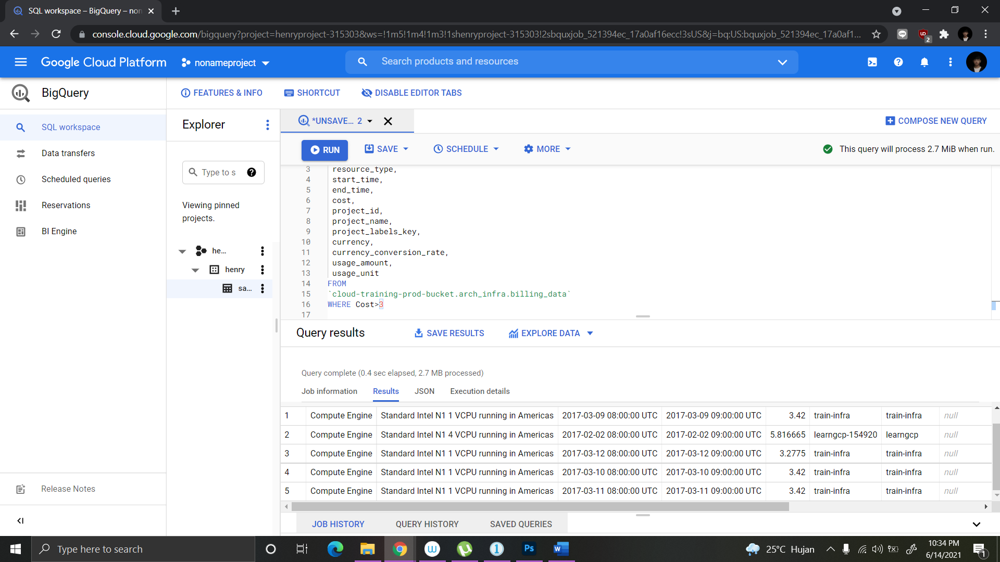 SQL workspace – BigQuery – non
console.cloud.google.com/bigquery?project=henryproject-315303&ws=!1m5!1m4!1m3!1shenryproject-315303!2sbquxjob_521394ec_17a0af16ecc!3sUS&j=bq:US:bquxjob_521394ec_17a0af1...
2
Google Cloud Platform
nonameproject
Search products and resources
BigQuery
FEATURES & INFO
SHORTCUT
DISABLE EDITOR TABS
SQL workspace
Data transfers
Scheduled queries
Reservations
BI Engine
Release Notes
Explorer
Type to s
Viewing pinned
projects.
he...
henry
sa...
*UNSAVE... 2
COMPOSE NEW QUERY
RUN
SAVE
SCHEDULE
MORE
This query will process 2.7 MiB when run.
3 resource_type,
4 start_time,
5 end_time,
6 cost,
7 project_id,
8 project_name,
9 project_labels_key,
10 currency,
11 currency_conversion_rate,
12 usage_amount,
13 usage_unit
14 FROM
15 `cloud-training-prod-bucket.arch_infra.billing_data`
16 WHERE Cost>3
17
Query results
SAVE RESULTS
EXPLORE DATA
Query complete (0.4 sec elapsed, 2.7 MB processed)
Job information Results JSON Execution details
1 Compute Engine Standard Intel N1 1 VCPU running in Americas 2017-03-09 08:00:00 UTC 2017-03-09 09:00:00 UTC 3.42 train-infra train-infra null
2 Compute Engine Standard Intel N1 4 VCPU running in Americas 2017-02-02 08:00:00 UTC 2017-02-02 09:00:00 UTC 5.816665 learngcp-154920 learngcp null
3 Compute Engine Standard Intel N1 1 VCPU running in Americas 2017-03-12 08:00:00 UTC 2017-03-12 09:00:00 UTC 3.2775 train-infra train-infra null
4 Compute Engine Standard Intel N1 1 VCPU running in Americas 2017-03-10 08:00:00 UTC 2017-03-10 09:00:00 UTC 3.42 train-infra train-infra null
5 Compute Engine Standard Intel N1 1 VCPU running in Americas 2017-03-11 08:00:00 UTC 2017-03-11 09:00:00 UTC 3.42 train-infra train-infra null
JOB HISTORY QUERY HISTORY SAVED QUERIES
Type here to search
Ps
25°C Hujan
10:34 PM
6/14/2021
1